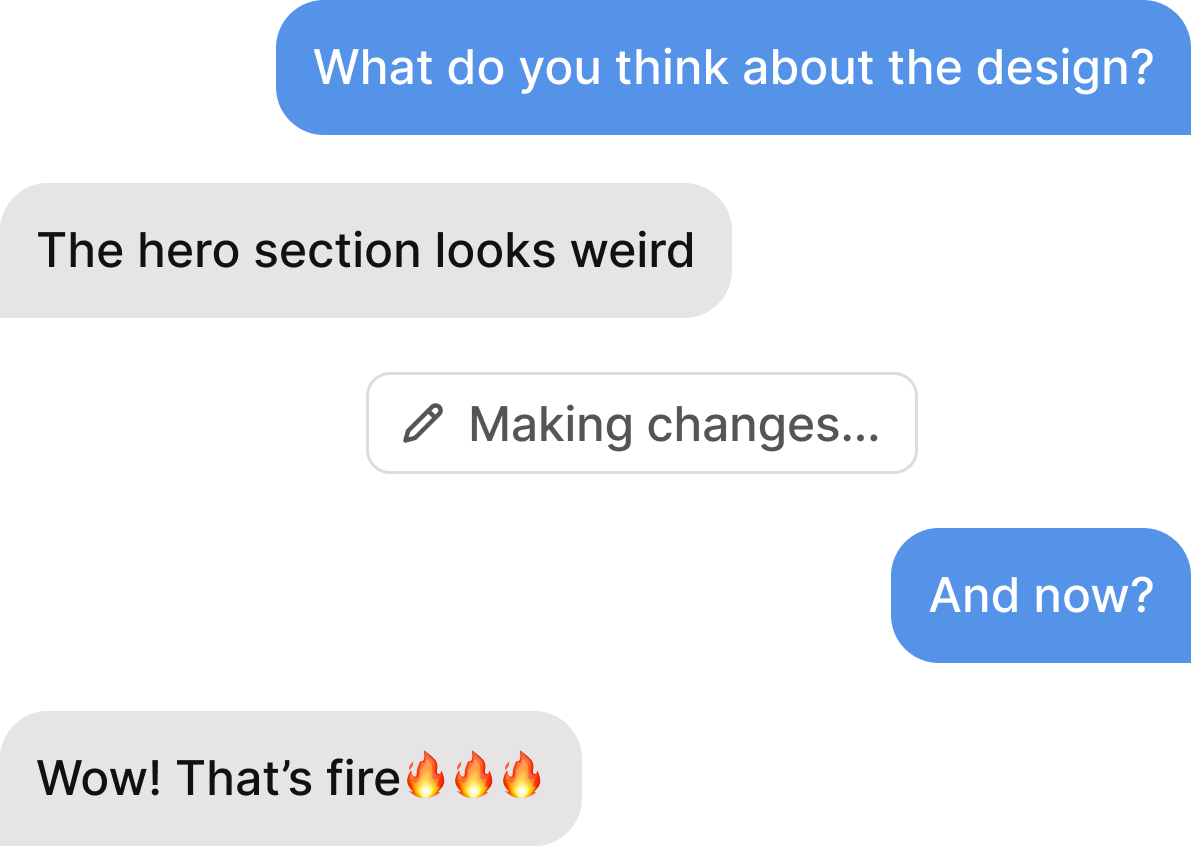 What do you think about the design?
The hero section looks weird
Making changes...
And now?
Wow! That’s fire🔥🔥🔥